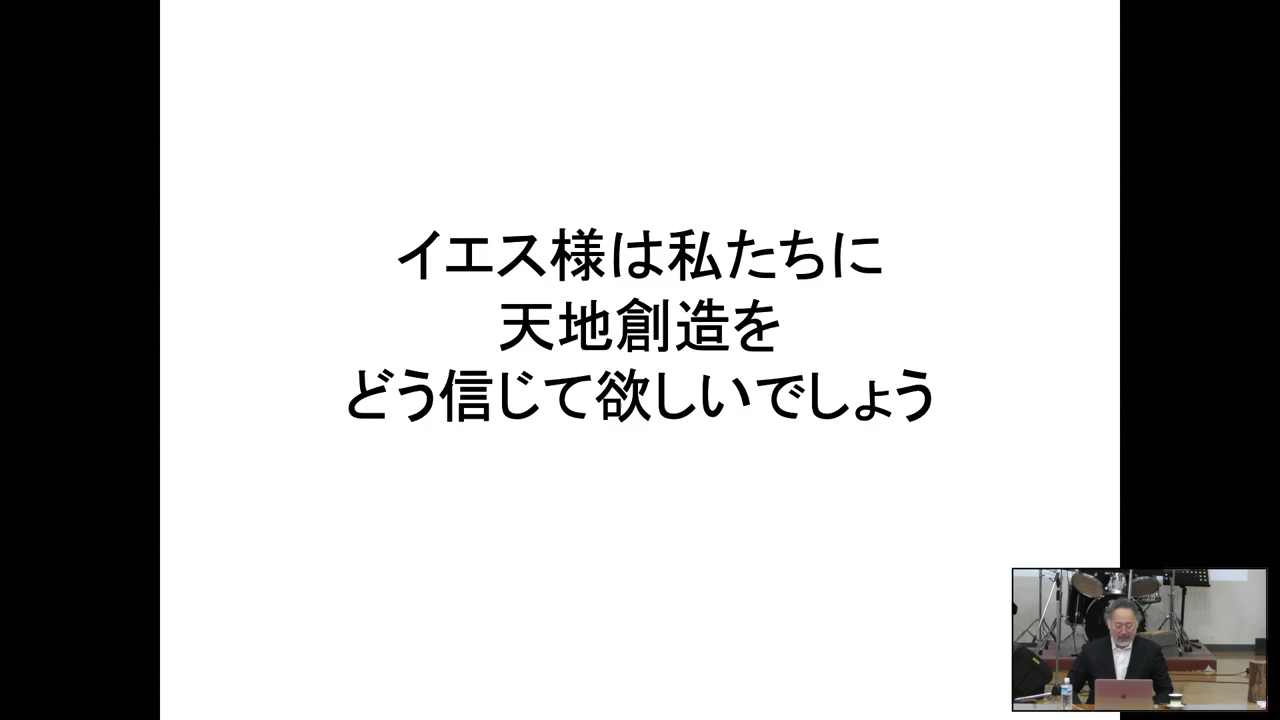 イエス様は私たちに
天地創造を
どう信じて欲しいでしょう